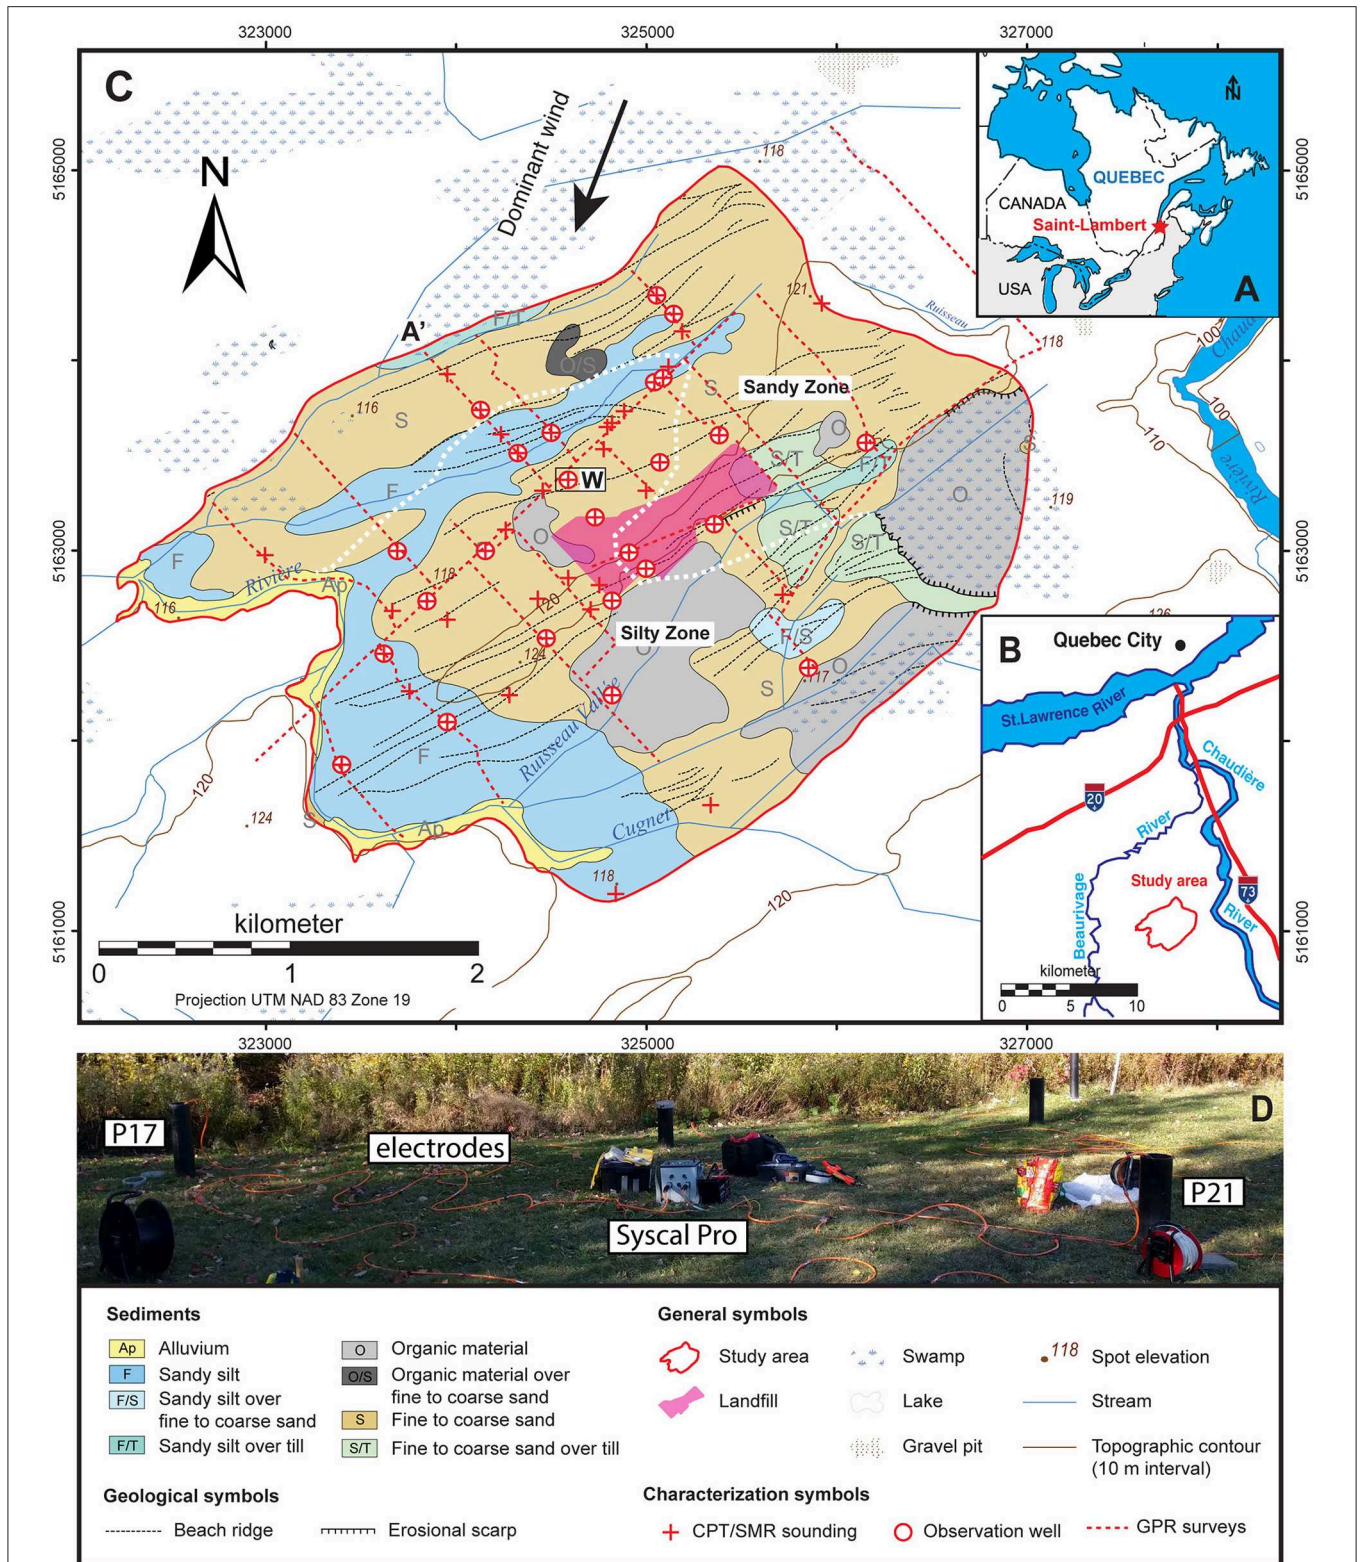 323000
325000
327000
C
5165000
5163000
5161000
N
Dominant wind
118
121
Ruisseau
118
A'
F/T
O/S
116
S
S
Sandy Zone
O
S/T
F/T
S
O
119
W
F
O
S/T
S/T
F
Rivière
118
Ap
116
120
Silty Zone
O
F/S
O
124
117
S
Ruisseau Vallée
F
120
124
S
Ap
Cugnet
118
120
126
100
100
110
Rivière
kilometer
0
1
2
Projection UTM NAD 83 Zone 19
N
QUEBEC
CANADA
Saint-Lambert
USA
A
5165000
5163000
5161000
B
Quebec City
St.Lawrence River
Chaudière
20
River
Study area
73
Beaurivage
River
kilometer
0
5
10
323000
325000
327000
D
P17
electrodes
P21
Syscal Pro
Sediments
Ap
Alluvium
F
Sandy silt
F/S
Sandy silt over
fine to coarse sand
F/T
Sandy silt over till
O
Organic material
O/S
Organic material over
fine to coarse sand
S
Fine to coarse sand
S/T
Fine to coarse sand over till
General symbols
Study area
Swamp
118
Spot elevation
Landfill
Lake
Stream
Gravel pit
Topographic contour
(10 m interval)
Geological symbols
Beach ridge
Erosional scarp
Characterization symbols
CPT/SMR sounding
Observation well
GPR surveys